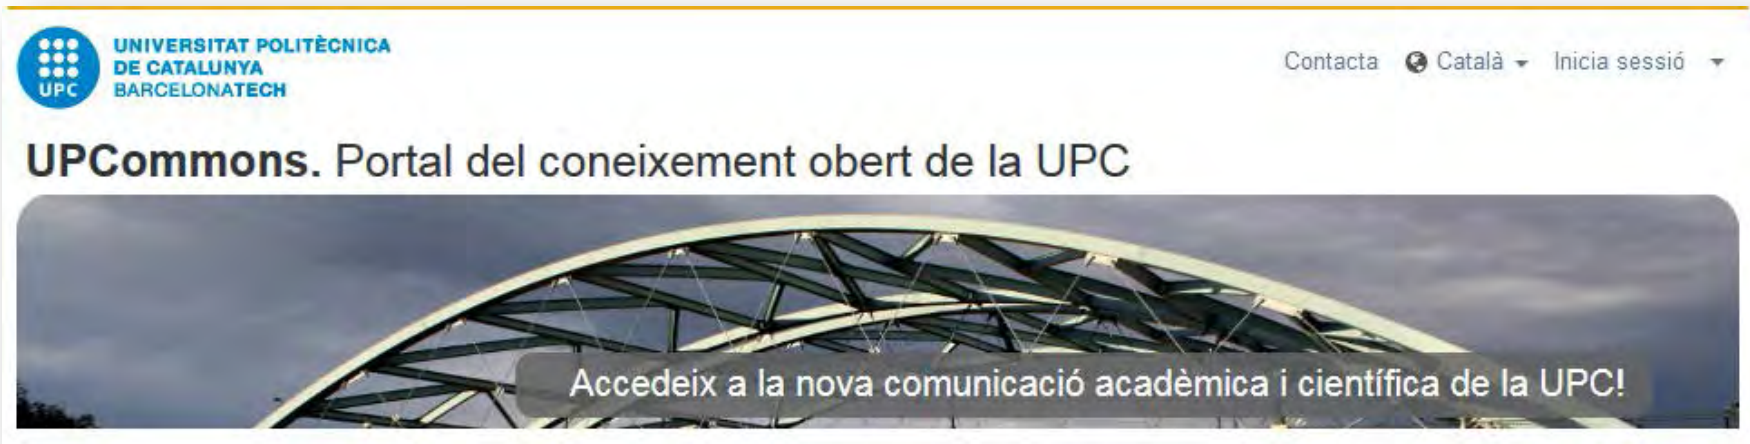 UPC
UNIVERSITAT POLITÈCNICA
DE CATALUNYA
BARCELONATECH
Contacta Català Inicia sessió
UPCommons. Portal del coneixement obert de la UPC
Accedeix a la nova comunicació acadèmica i científica de la UPC!